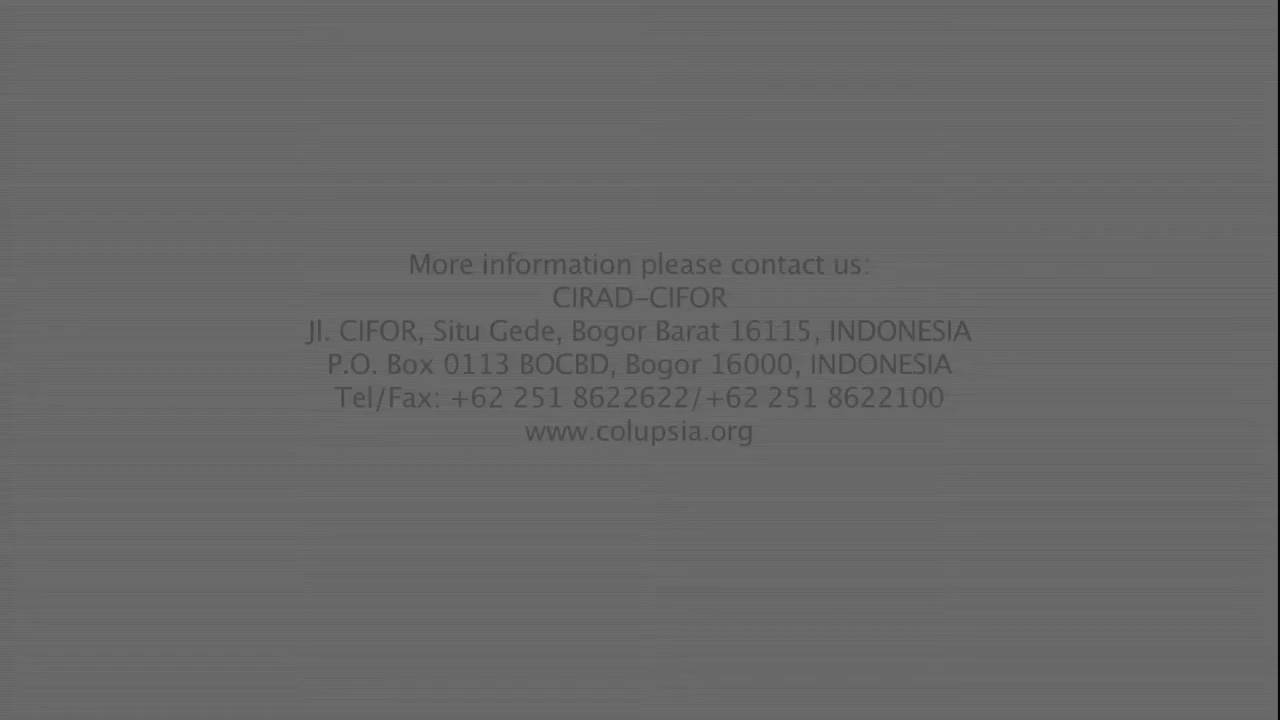 More information please contact us:
CIRAD-CIFOR
Jl. CIFOR, Situ Gede, Bogor Barat 16115, INDONESIA
P.O. Box 0113 BOCBD, Bogor 16000, INDONESIA
Tel/Fax: +62 251 8622622/+62 251 8622100
www.colupsia.org